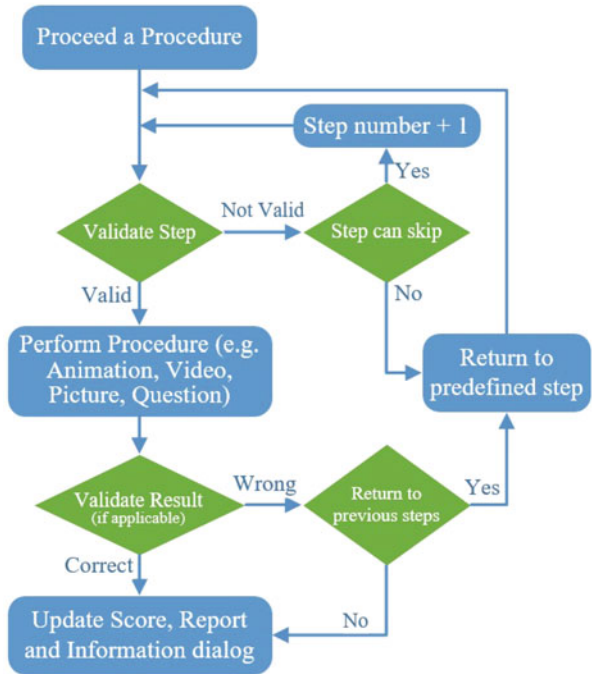 Proceed a Procedure
Step number + 1
Yes
Validate Step
Not Valid
Step can skip
Valid
No
Perform Procedure (e.g.
Animation, Video,
Picture, Question)
Return to
predefined step
Validate Result
(if applicable)
Wrong
Return to
previous steps
Yes
Correct
No
Update Score, Report
and Information dialog